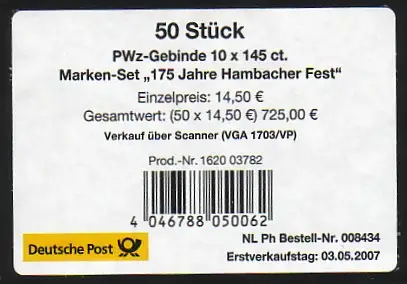 50 Stück
PWz-Gebinde 10 x 145 ct.
Marken-Set „175 Jahre Hambacher Fest“
Einzelpreis: 14,50 €
Gesamtwert: (50 x 14,50 €) 725,00 €
Verkauf über Scanner (VGA 1703/VP)
Prod.-Nr. 1620 03782
4 046788 050062
Deutsche Post
NL Ph Bestell-Nr. 008434
Erstverkaufstag: 03.05.2007